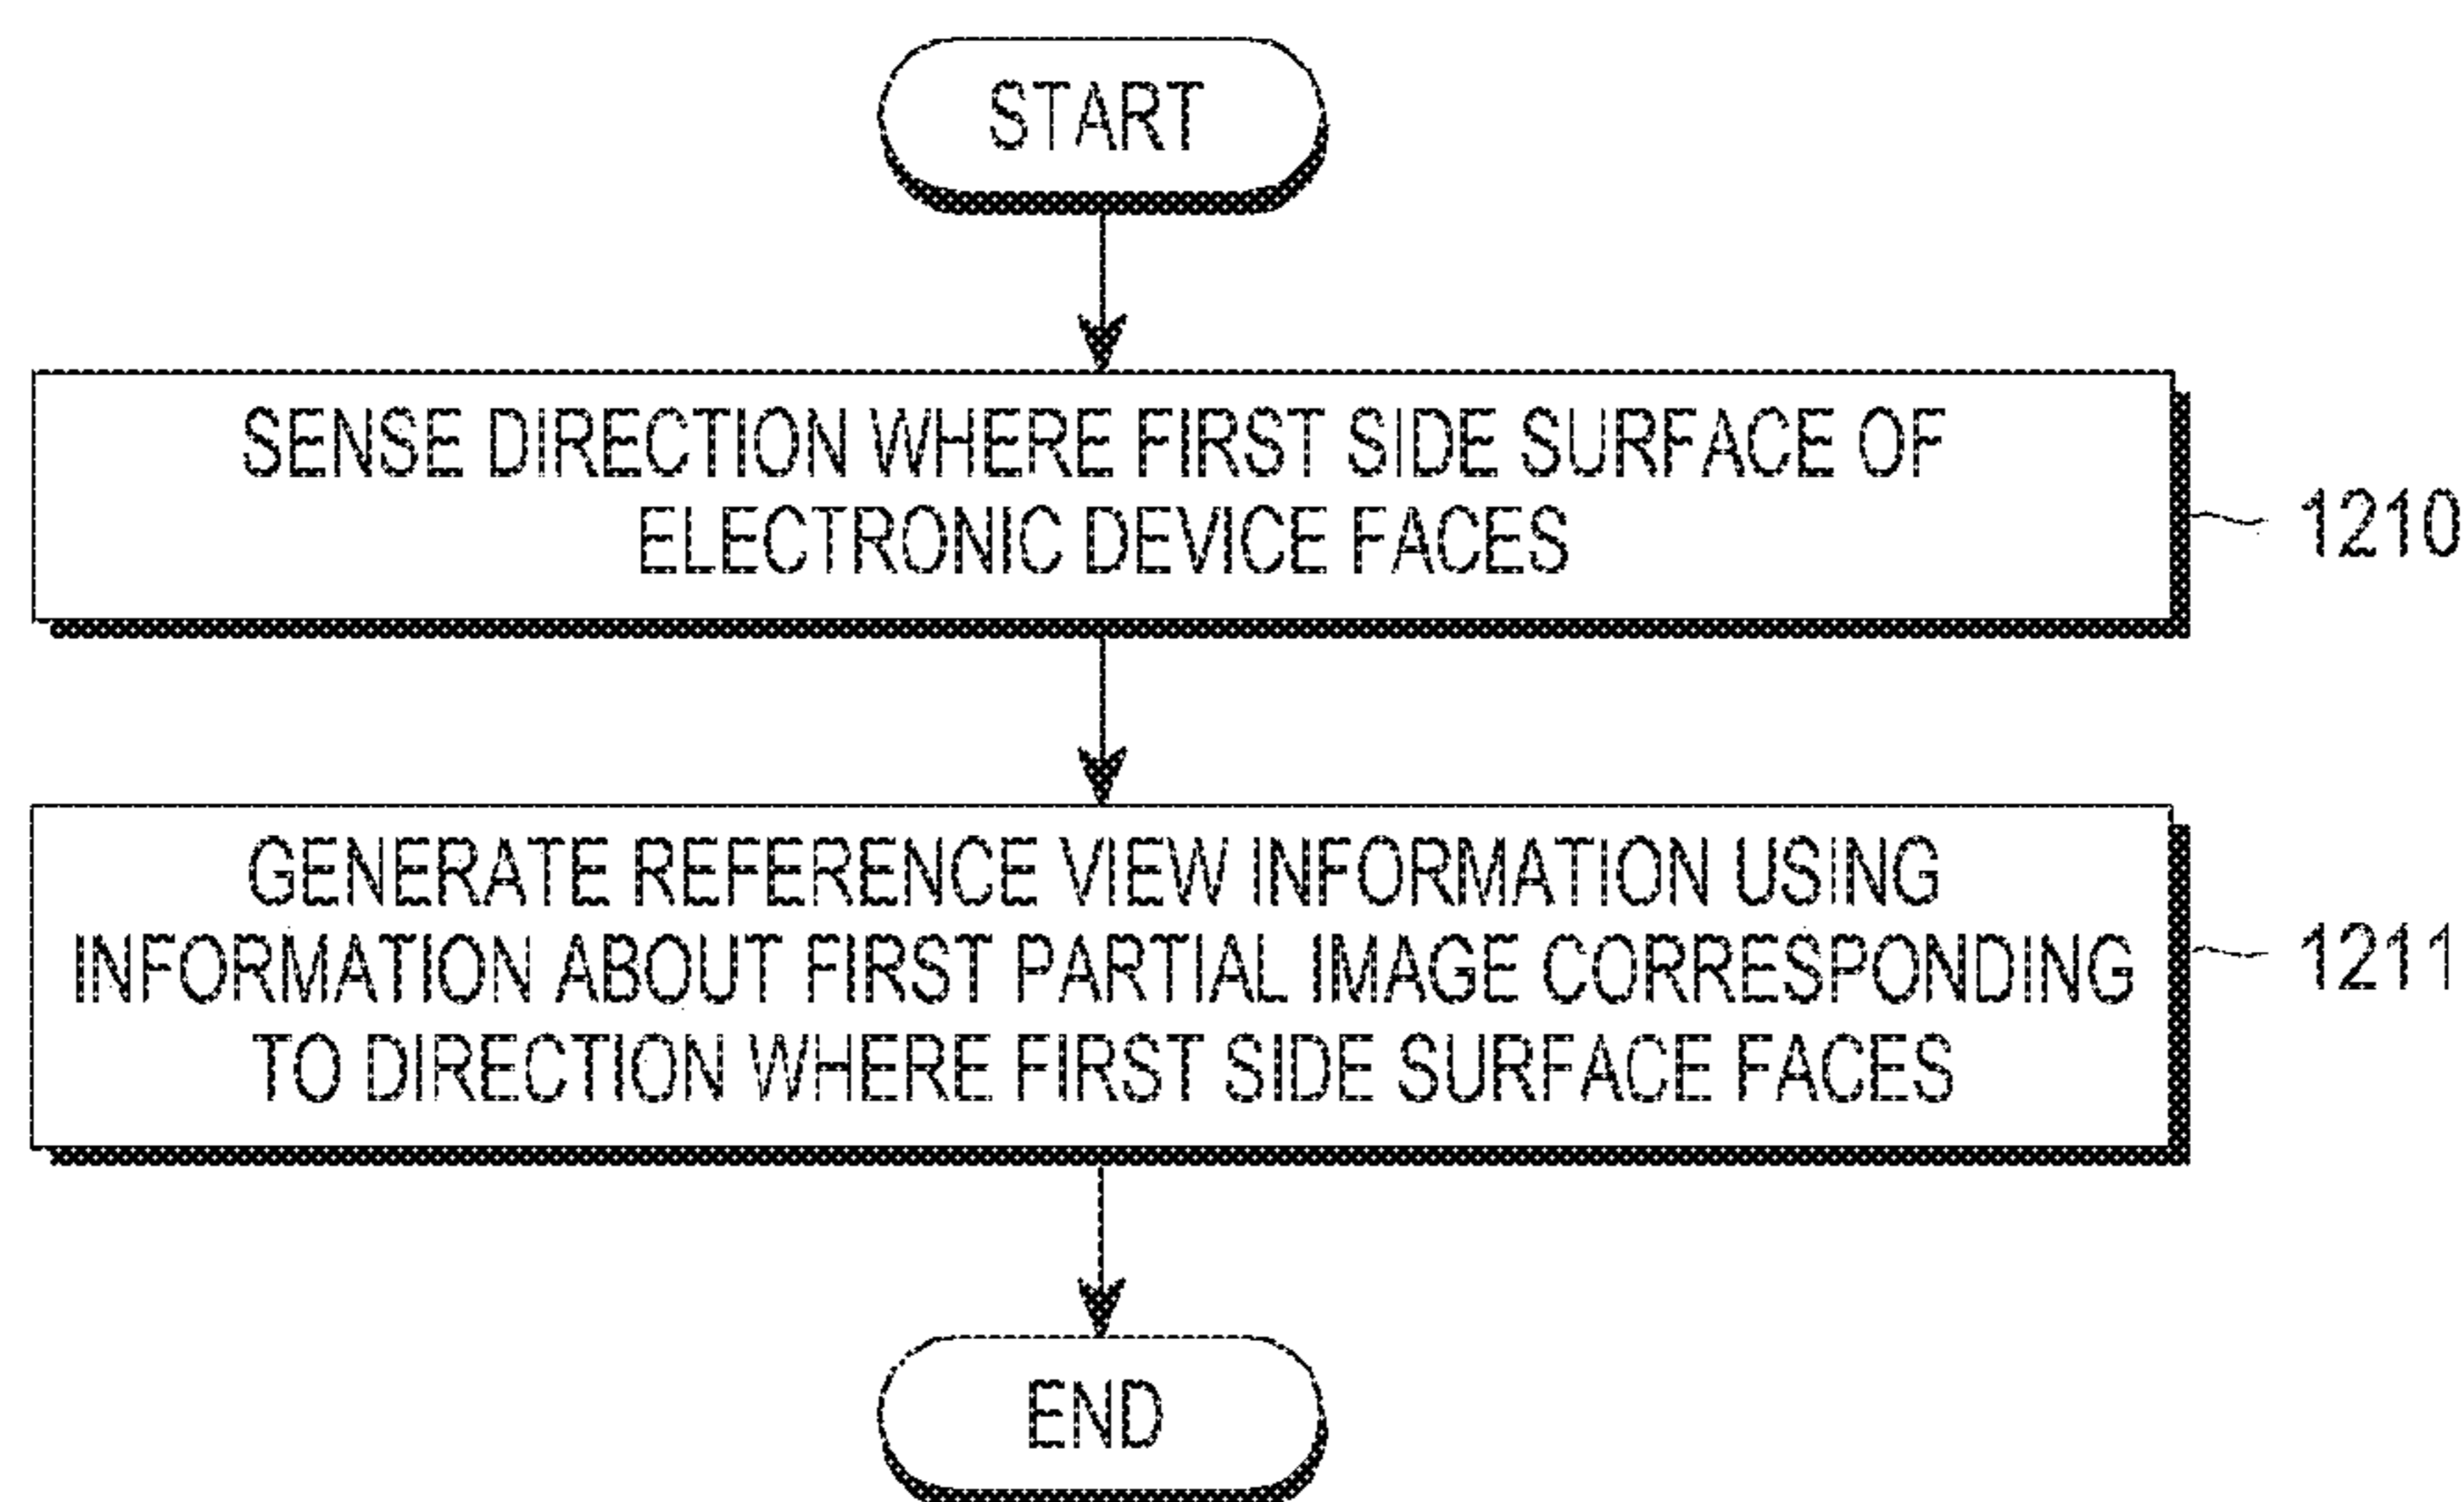 START
SENSE DIRECTION WHERE FIRST SIDE SURFACE OF
ELECTRONIC DEVICE FACES
1210
GENERATE REFERENCE VIEW INFORMATION USING
INFORMATION ABOUT FIRST PARTIAL IMAGE CORRESPONDING
TO DIRECTION WHERE FIRST SIDE SURFACE FACES
1211
END